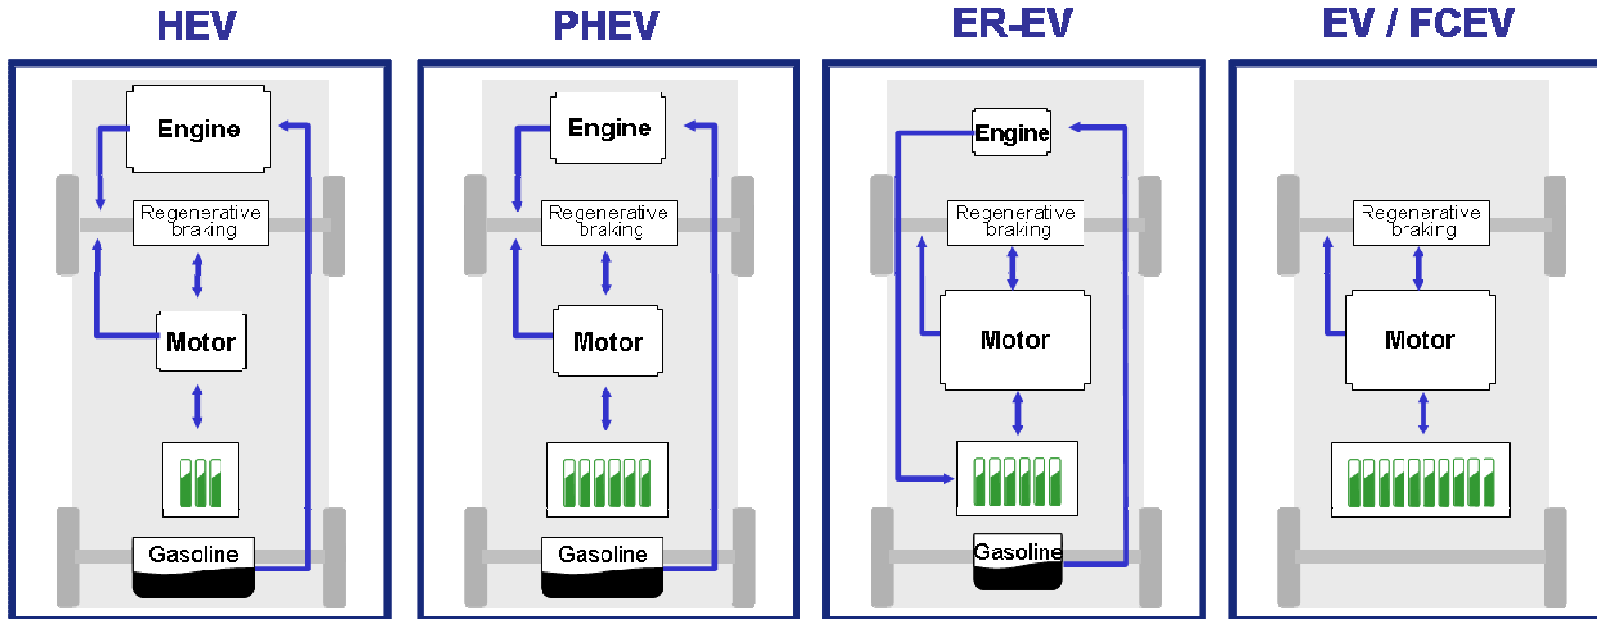 HEV
Engine
Regenerative
braking
Motor
Gasoline
PHEV
Engine
Regenerative
braking
Motor
Gasoline
ER-EV
Engine
Regenerative
braking
Motor
Gasoline
EV / FCEV
Regenerative
braking
Motor